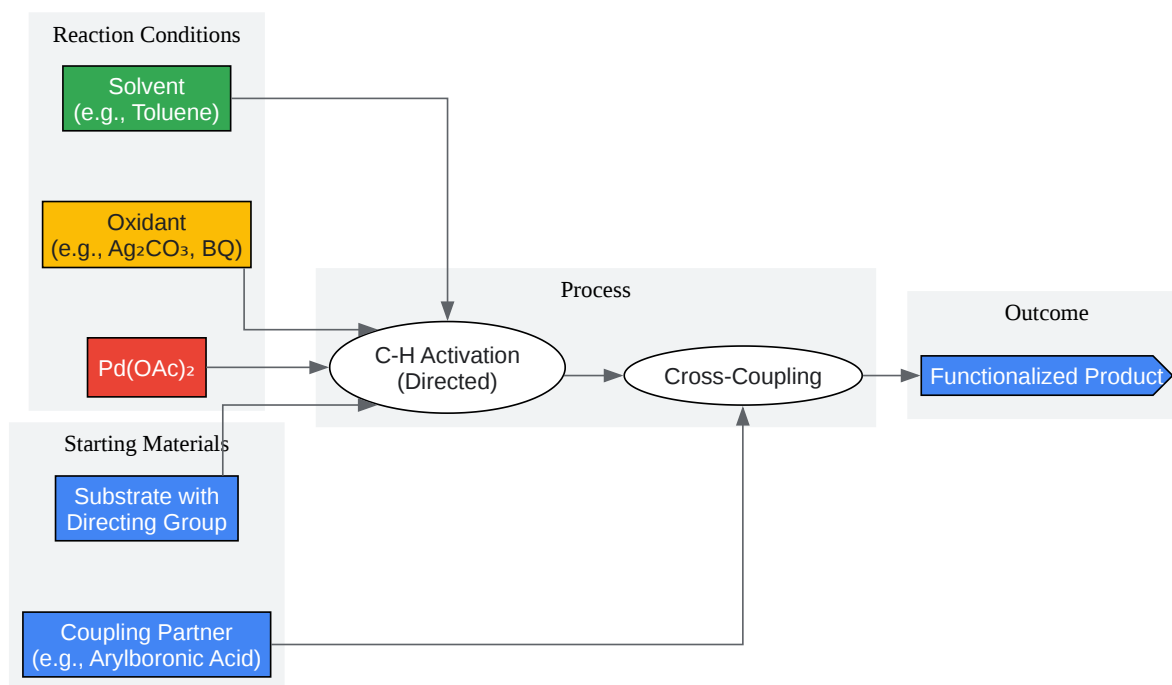 Reaction Conditions
Solvent
(e.g., Toluene)
Oxidant
(e.g., Ag₂CO₃, BQ)
Pd(OAc)₂
Starting Materials
Substrate with
Directing Group
Coupling Partner
(e.g., Arylboronic Acid)
Process
C-H Activation
(Directed)
Cross-Coupling
Outcome
Functionalized Product